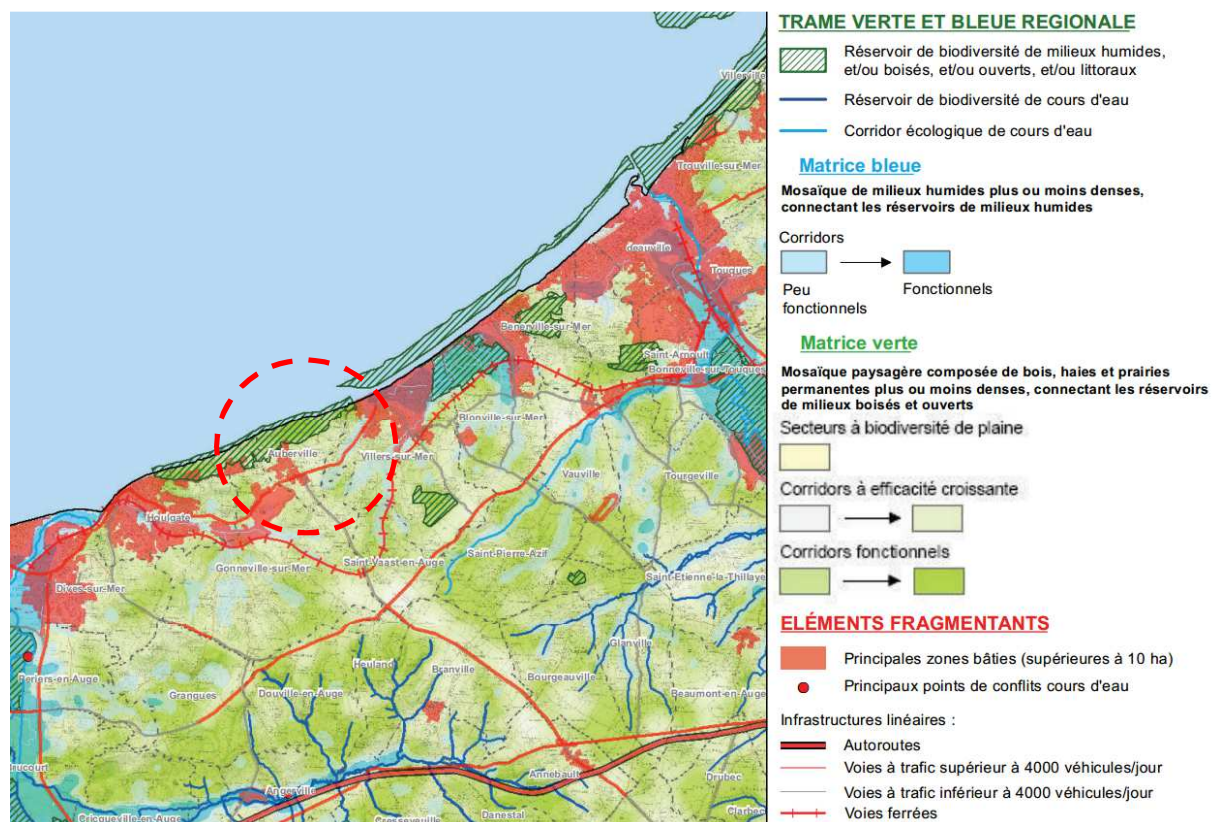 Villerville
Trouville-sur-Mer
deauville
Touques
Benerville-sur-Mer
Saint-Arnoult
Bonneville-sur-Touques
Blonville-sur-Mer
Auberville
Villers-sur-Mer
Vauville
Tourgeville
Houlgate
Saint-Vaast-en-Auge
Saint-Pierre-Azif
Gonneville-sur-Mer
Saint-Etienne-la-Thillaye
Dives-sur-Mer
Glanville
Heuland
Branville
Periers-en-Auge
Bourgeauville
Grangues
Douville-en-Auge
Beaumont-en-Auge
Annebault
Drubec
Angerville
Cricqueville-en-Auge
Cresseveuille
Danestal
TRAME VERTE ET BLEUE REGIONALE
Réservoir de biodiversité de milieux humides,
et/ou boisés, et/ou ouverts, et/ou littoraux
Réservoir de biodiversité de cours d'eau
Corridor écologique de cours d'eau
Matrice bleue
Mosaïque de milieux humides plus ou moins denses,
connectant les réservoirs de milieux humides
Corridors
Peu
fonctionnels
Fonctionnels
Matrice verte
Mosaïque paysagère composée de bois, haies et prairies
permanentes plus ou moins denses, connectant les réservoirs
de milieux boisés et ouverts
Secteurs à biodiversité de plaine
Corridors à efficacité croissante
Corridors fonctionnels
ELÉMENTS FRAGMENTANTS
Principales zones bâties (supérieures à 10 ha)
Principaux points de conflits cours d'eau
Infrastructures linéaires :
Autoroutes
Voies à trafic supérieur à 4000 véhicules/jour
Voies à trafic inférieur à 4000 véhicules/jour
Voies ferrées